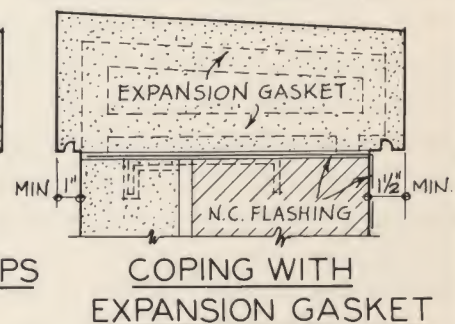 EXPANSION GASKET
MIN 1" 1½" MIN.
N.C. FLASHING
PS COPING WITH
EXPANSION GASKET